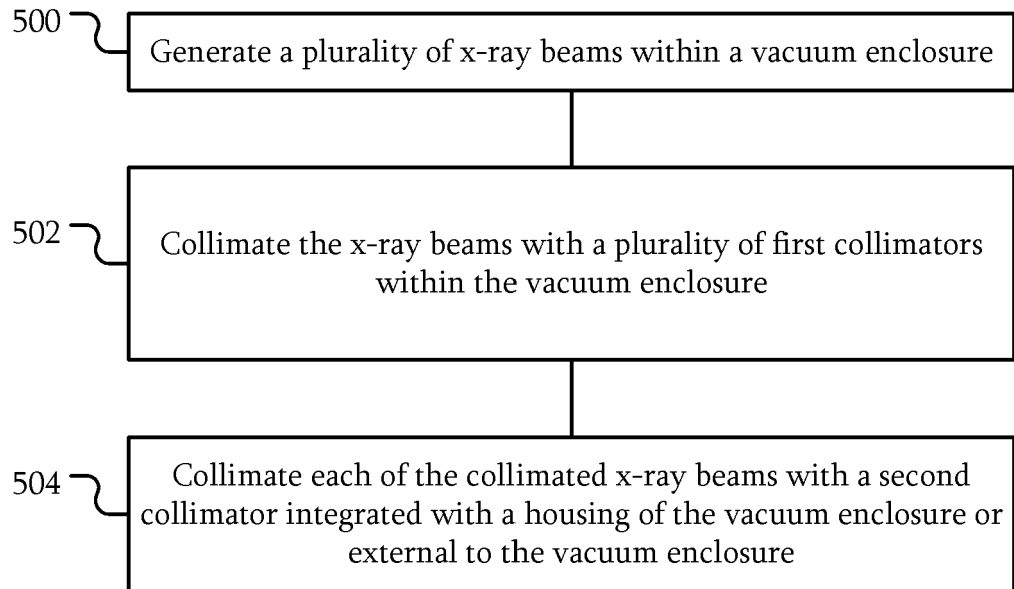 500
Generate a plurality of x-ray beams within a vacuum enclosure
502
Collimate the x-ray beams with a plurality of first collimators
within the vacuum enclosure
504
Collimate each of the collimated x-ray beams with a second
collimator integrated with a housing of the vacuum enclosure or
external to the vacuum enclosure